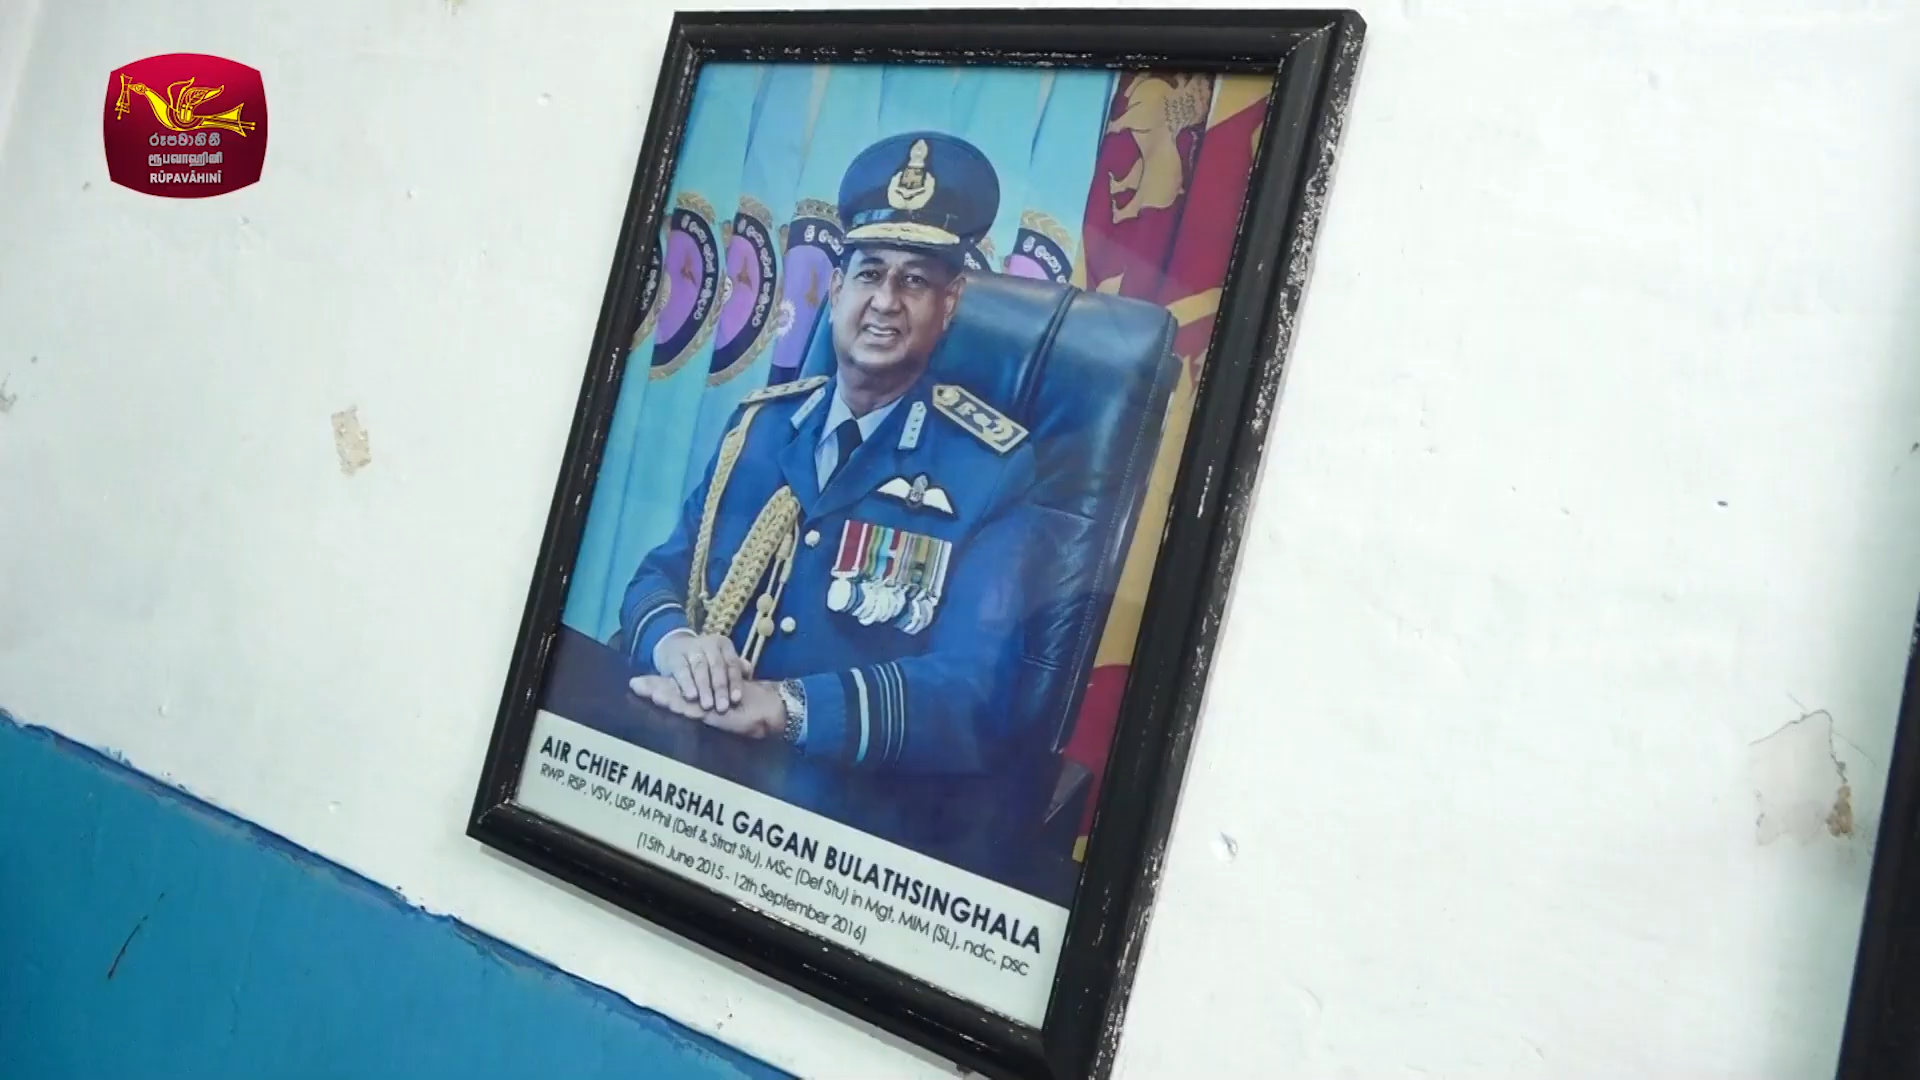 රූපවාහිනී
ரூபவாஹினி
RŪPAVĀHINĪ
AIR CHIEF MARSHAL GAGAN BULATHSINGHALA
RWP, RSP, VSV, USP, M Phil (Def & Strat Stu), MSc (Def Stu) in Mgt, MIM (SL), ndc, psc
(15th June 2015 - 12th September 2016)